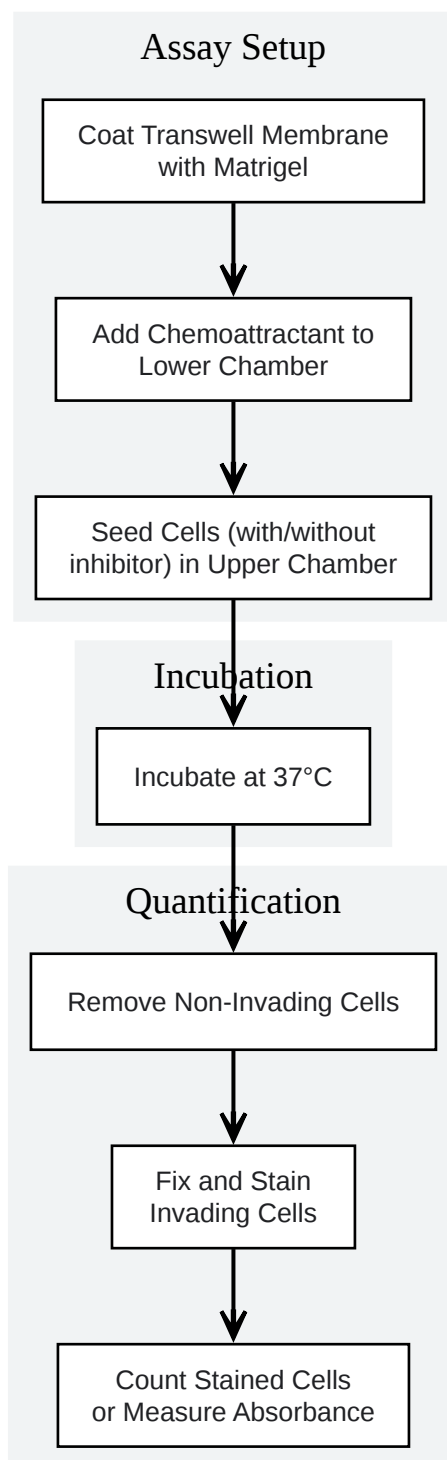 Assay Setup
Coat Transwell Membrane
with Matrigel
Add Chemoattractant to
Lower Chamber
Seed Cells (with/without
inhibitor) in Upper Chamber
Incubation
Incubate at 37°C
Quantification
Remove Non-Invading Cells
Fix and Stain
Invading Cells
Count Stained Cells
or Measure Absorbance